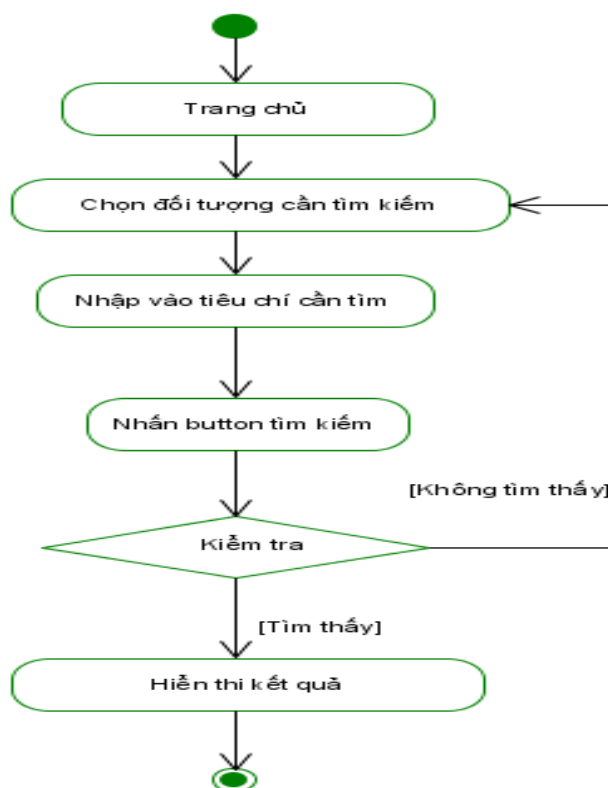 Trang chủ
Chọn đối tượng cần tìm kiếm
Nhập vào tiêu chí cần tìm
Nhấn button tìm kiếm
[Không tìm thấy]
Kiểm tra
[Tìm thấy]
Hiển thi kết quả